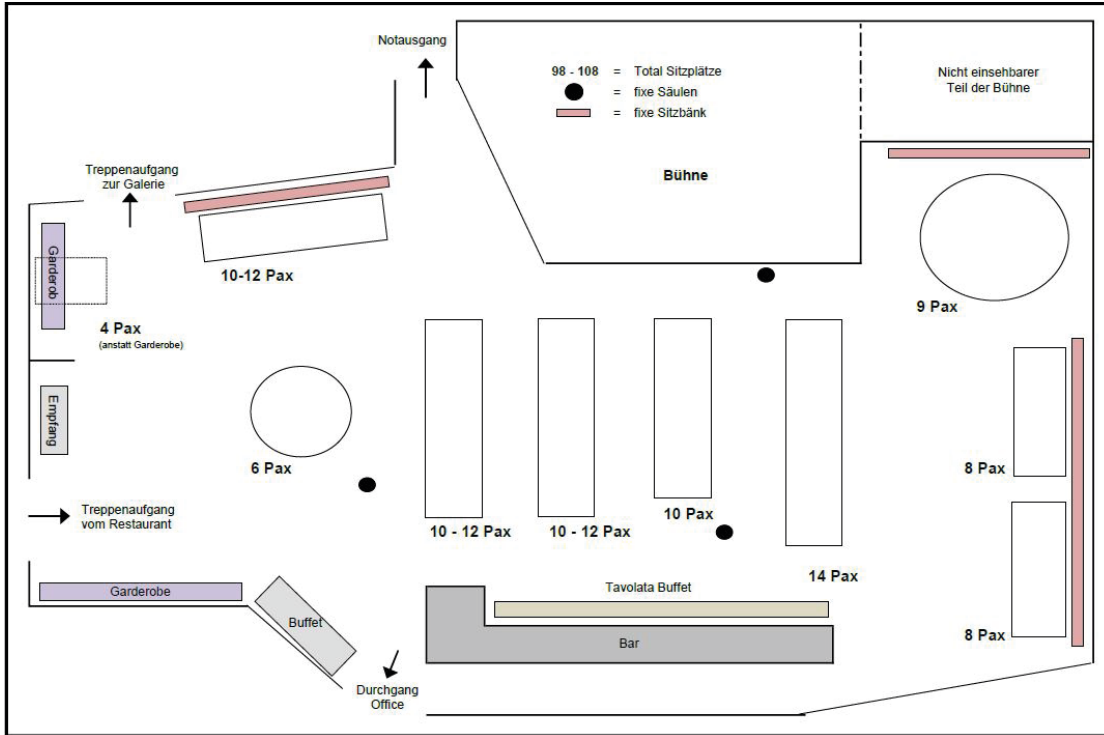 Notausgang
98 - 108 = Total Sitzplätze
= fixe Säulen
= fixe Sitzbänk
Nicht einsehbarer
Teil der Bühne
Bühne
Treppenaufgang
zur Galerie
Garderob
10-12 Pax
4 Pax
(anstatt Garderobe)
9 Pax
Empfang
6 Pax
8 Pax
Treppenaufgang
vom Restaurant
10 - 12 Pax
10 - 12 Pax
10 Pax
14 Pax
Garderobe
Tavolata Buffet
Buffet
Bar
8 Pax
Durchgang
Office